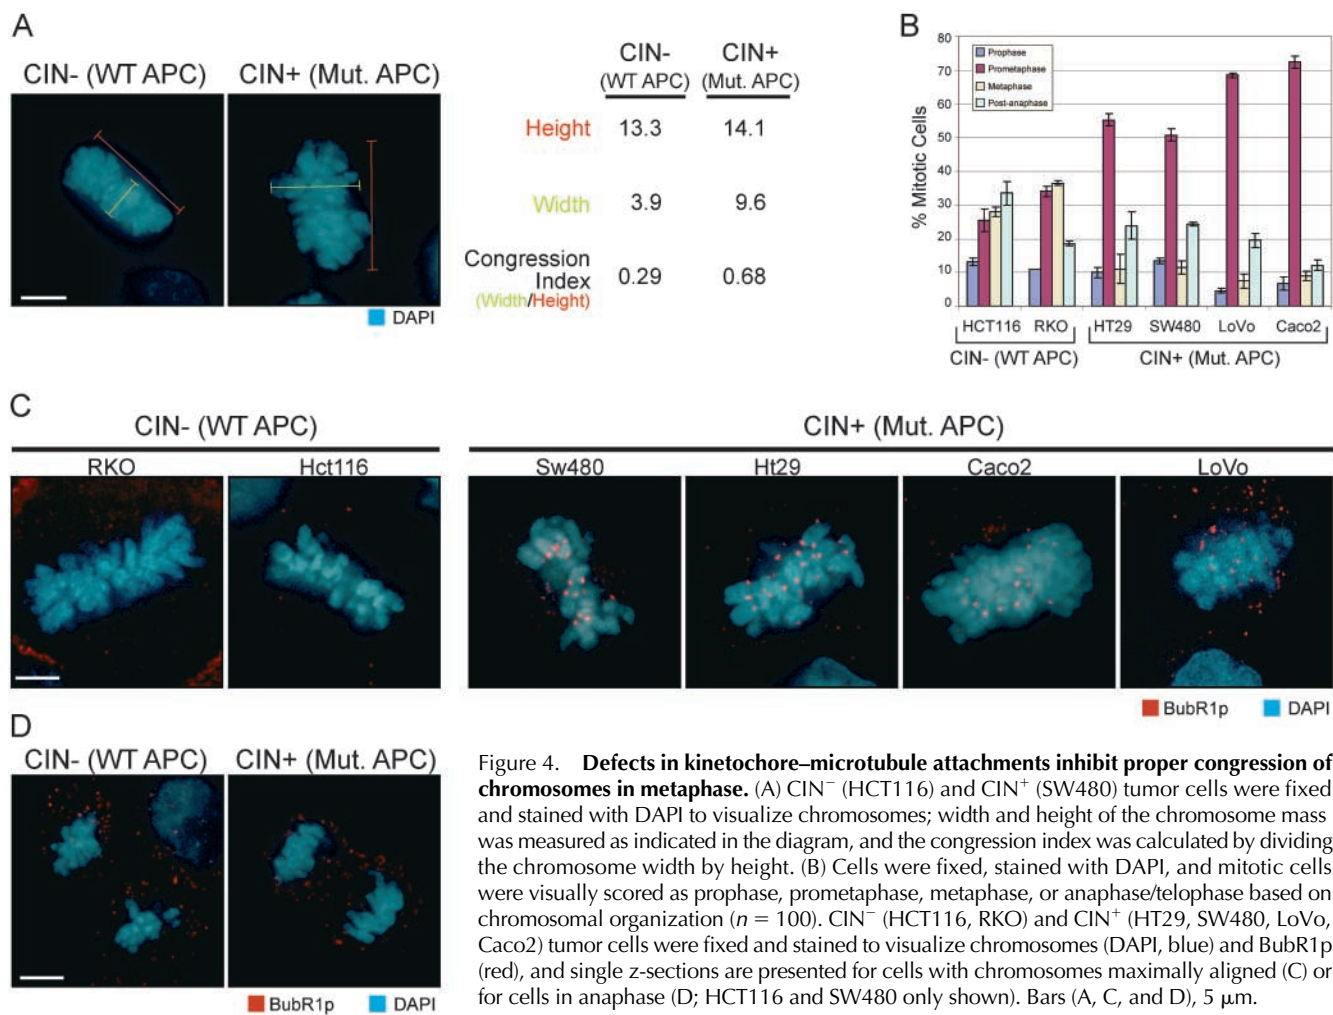 A
CIN- (WT APC)
CIN+ (Mut. APC)
DAPI
CIN-
(WT APC)
CIN+
(Mut. APC)
Height
13.3
14.1
Width
3.9
9.6
Congression
Index
(Width/Height)
0.29
0.68
B
% Mitotic Cells
80
70
60
50
40
30
20
10
0
Prophase
Prometaphase
Metaphase
Post-anaphase
HCT116
RKO
HT29
SW480
LoVo
Caco2
CIN- (WT APC)
CIN+ (Mut. APC)
C
CIN- (WT APC)
CIN+ (Mut. APC)
RKO
Hct116
Sw480
Ht29
Caco2
LoVo
BubR1p
DAPI
D
CIN- (WT APC)
CIN+ (Mut. APC)
BubR1p
DAPI
Figure 4. Defects in kinetochore–microtubule attachments inhibit proper congression of
chromosomes in metaphase. (A) CIN⁻ (HCT116) and CIN⁺ (SW480) tumor cells were fixed
and stained with DAPI to visualize chromosomes; width and height of the chromosome mass
was measured as indicated in the diagram, and the congression index was calculated by dividing
the chromosome width by height. (B) Cells were fixed, stained with DAPI, and mitotic cells
were visually scored as prophase, prometaphase, metaphase, or anaphase/telophase based on
chromosomal organization (n = 100). CIN⁻ (HCT116, RKO) and CIN⁺ (HT29, SW480, LoVo,
Caco2) tumor cells were fixed and stained to visualize chromosomes (DAPI, blue) and BubR1p
(red), and single z-sections are presented for cells with chromosomes maximally aligned (C) or
for cells in anaphase (D; HCT116 and SW480 only shown). Bars (A, C, and D), 5 μm.